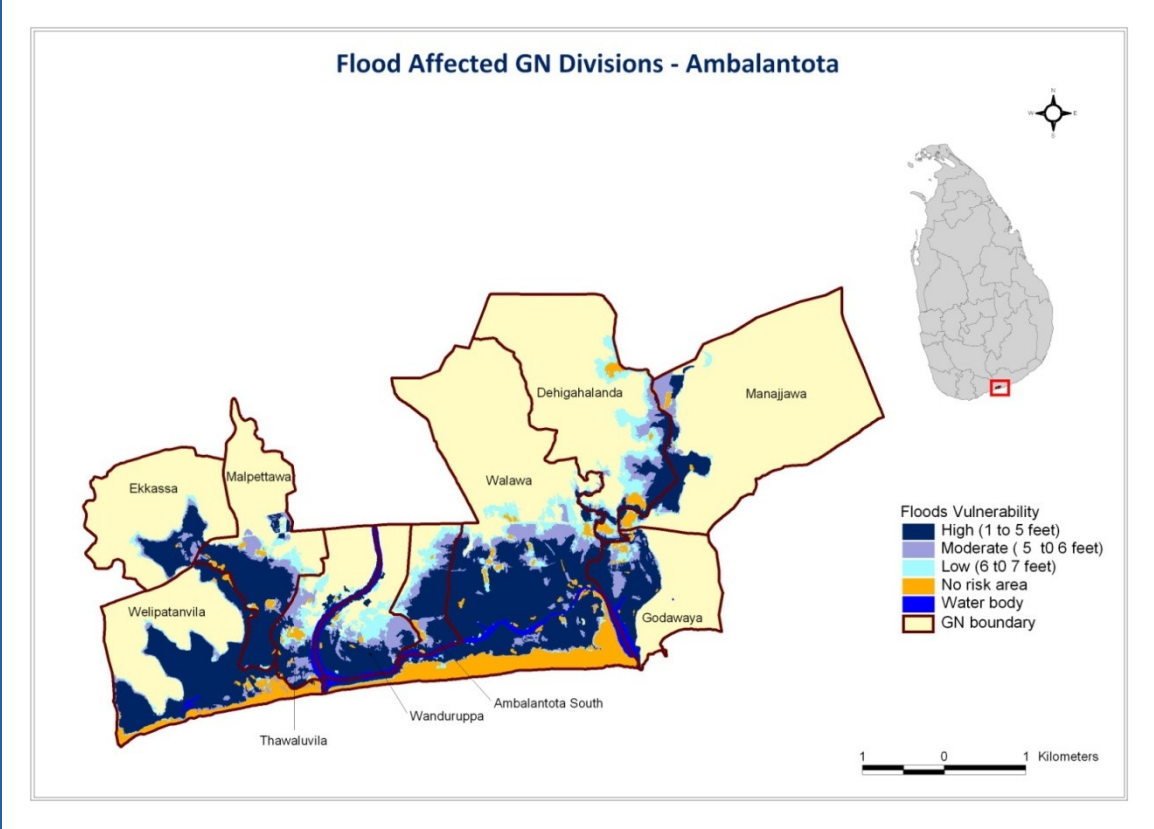 Flood Affected GN Divisions - Ambalantota
N
W
E
S
Dehigahalanda
Manajjawa
Malpettawa
Ekkassa
Walawa
Floods Vulnerability
High (1 to 5 feet)
Moderate ( 5 t0 6 feet)
Low (6 t0 7 feet)
No risk area
Water body
GN boundary
Welipatanvila
Godawaya
Ambalantota South
Wanduruppa
Thawaluvila
1 0 1 Kilometers